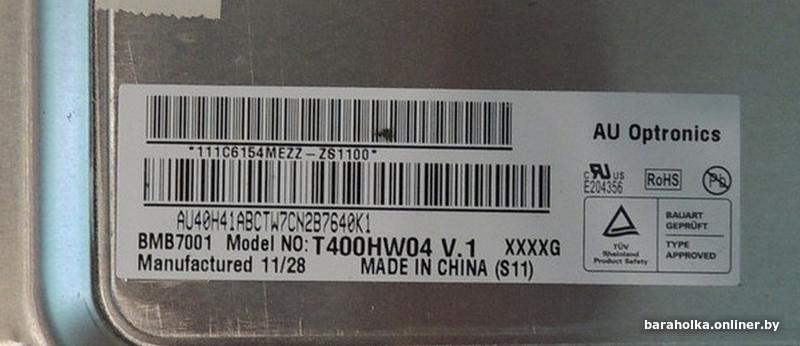 *111C6154MEZZ-ZS1100*
AU40H41ABCTW7CN2B7640K1
BMB7001 Model NO: T400HW04 V.1 XXXXG
Manufactured 11/28 MADE IN CHINA (S11)
AU Optronics
c RU US
E204356
RoHS
Pb
TÜV
Rheinland
Product Safety
BAUART
GEPRÜFT
TYPE
APPROVED
baraholka.onliner.by